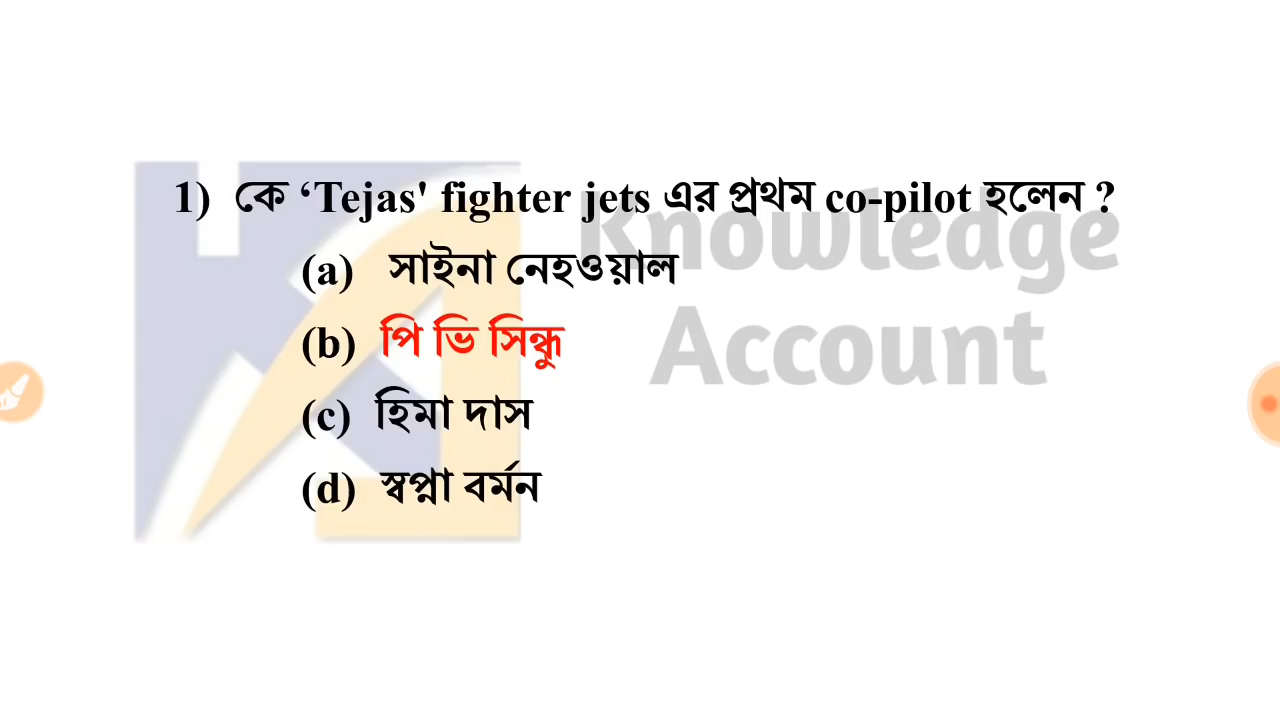 1) কে ‘Tejas' fighter jets এর প্রথম co-pilot হলেন ?
(a) সাইনা নেহওয়াল
(b) পি ভি সিন্ধু
(c) হিমা দাস
(d) স্বপ্না বর্মন
Knowledge
Account